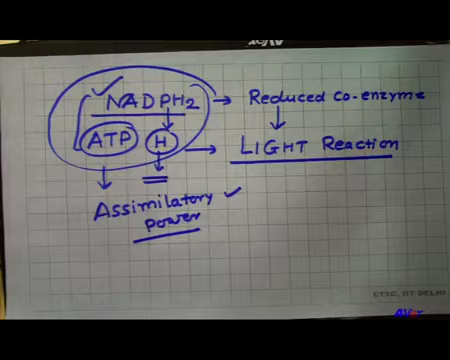 NADPH2 → Reduced Co-enzyme
ATP H → LIGHT Reaction
Assimilatory ✓
power
ETSC, IIT DELHI